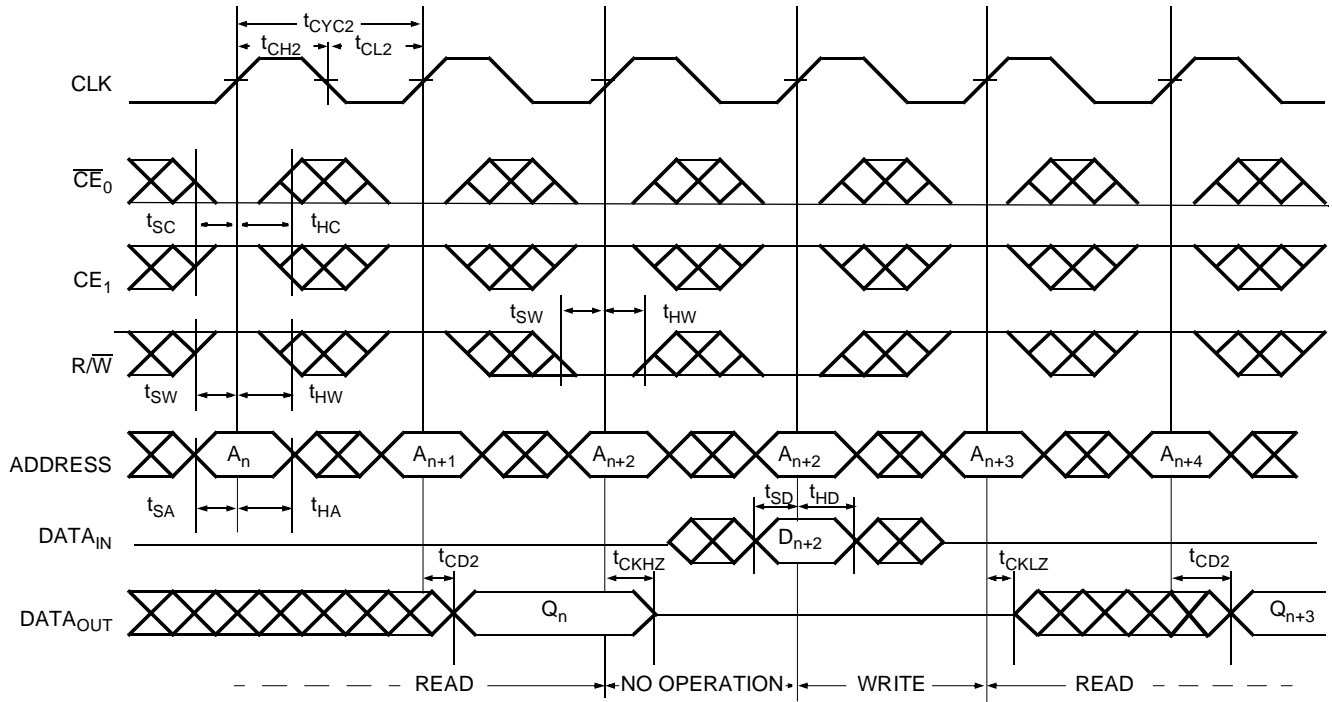 tCYC2
tCH2 tCL2
CLK
CE0
tSC tHC
CE1
tSW tHW
R/W
tSW tHW
ADDRESS An An+1 An+2 An+2 An+3 An+4
tSA tHA tSD tHD
DATAIN Dn+2
tCD2 tCKHZ tCKLZ tCD2
DATAOUT Qn Qn+3
READ NO OPERATION WRITE READ